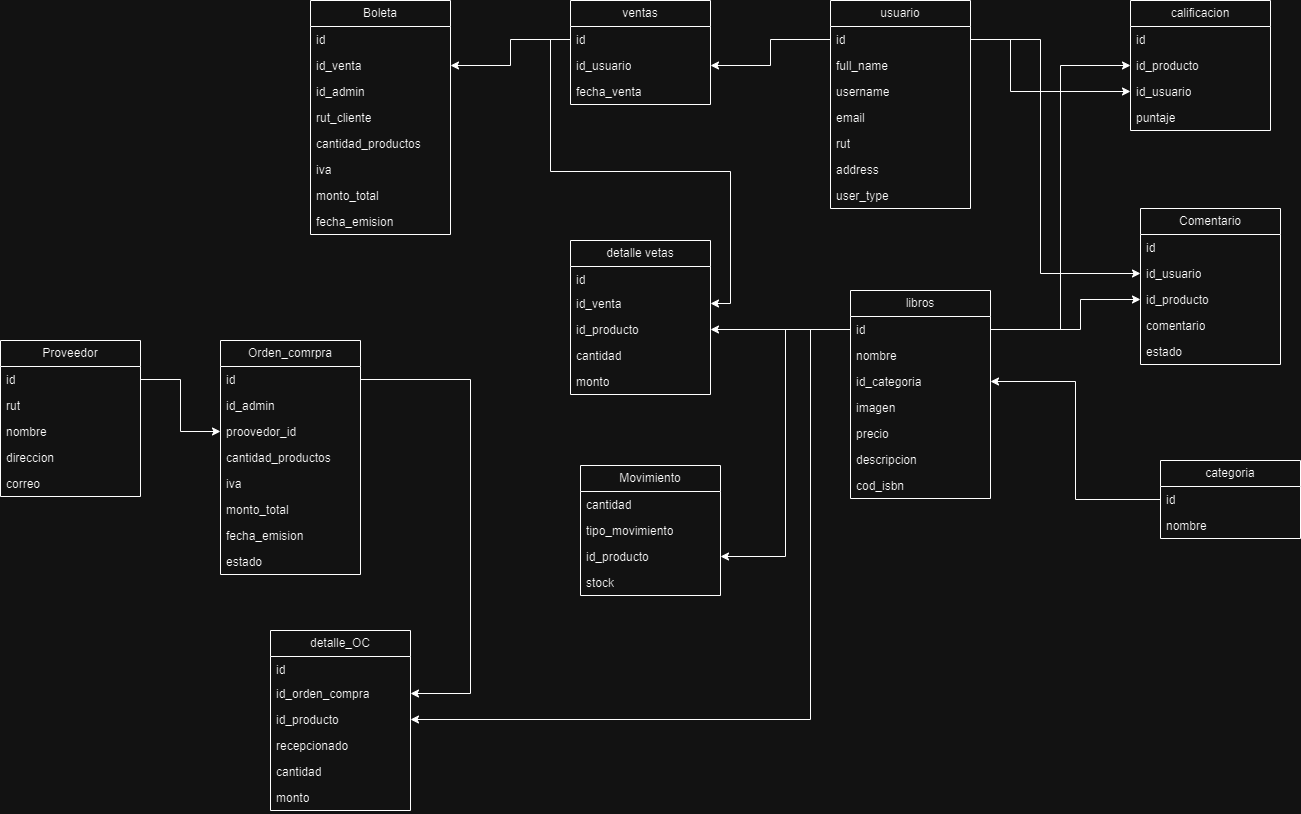 Boleta
id
id_venta
id_admin
rut_cliente
cantidad_productos
iva
monto_total
fecha_emision
ventas
id
id_usuario
fecha_venta
usuario
id
full_name
username
email
rut
address
user_type
calificacion
id
id_producto
id_usuario
puntaje
Comentario
id
id_usuario
id_producto
comentario
estado
detalle vetas
id
id_venta
id_producto
cantidad
monto
libros
id
nombre
id_categoria
imagen
precio
descripcion
cod_isbn
Proveedor
id
rut
nombre
direccion
correo
Orden_comrpra
id
id_admin
proovedor_id
cantidad_productos
iva
monto_total
fecha_emision
estado
Movimiento
cantidad
tipo_movimiento
id_producto
stock
categoria
id
nombre
detalle_OC
id
id_orden_compra
id_producto
recepcionado
cantidad
monto